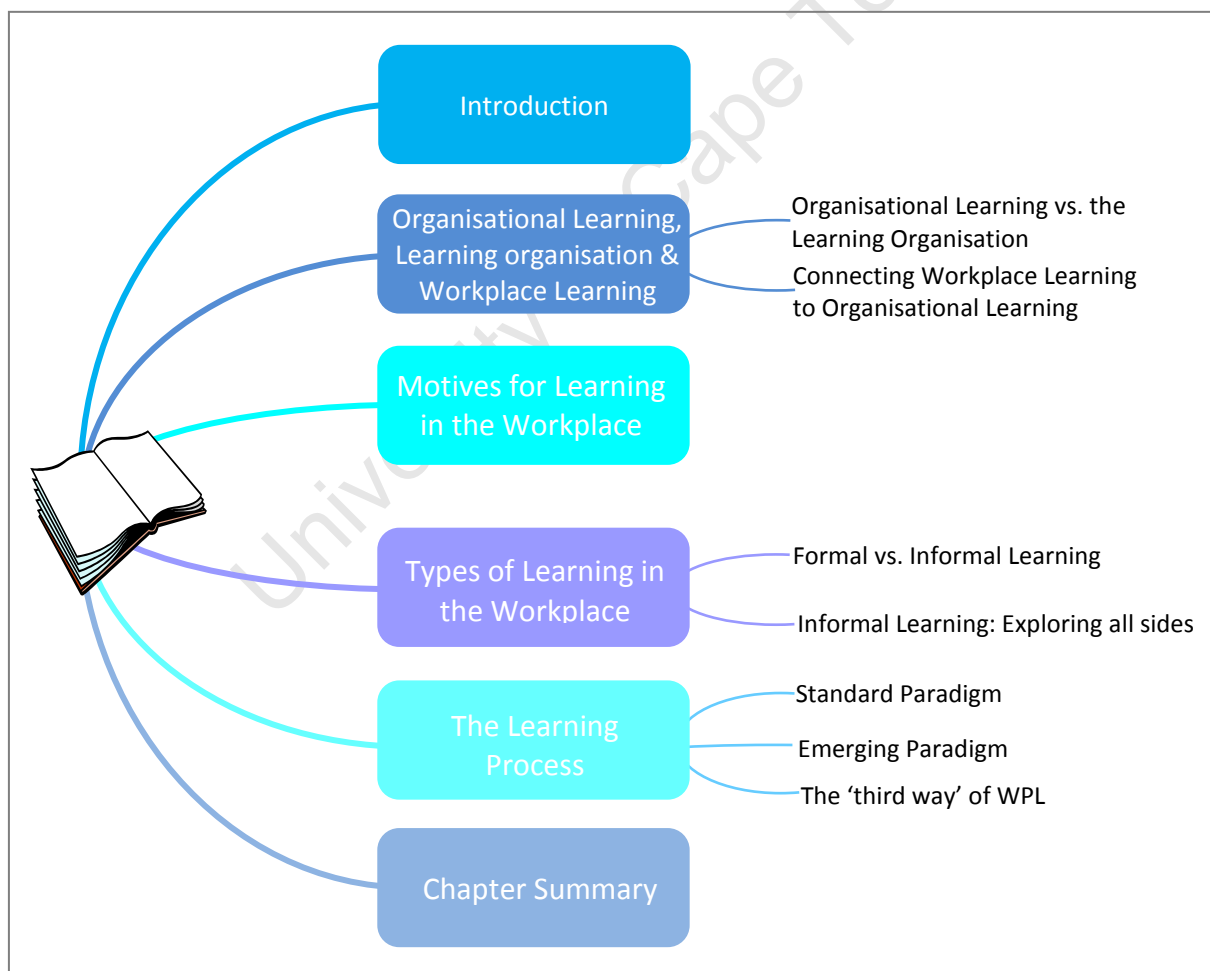 Introduction
Organisational Learning,
Learning organisation &
Workplace Learning
Organisational Learning vs. the
Learning Organisation
Connecting Workplace Learning
to Organisational Learning
Motives for Learning
in the Workplace
Types of Learning in
the Workplace
Formal vs. Informal Learning
Informal Learning: Exploring all sides
The Learning
Process
Standard Paradigm
Emerging Paradigm
The ‘third way’ of WPL
Chapter Summary
University Cape